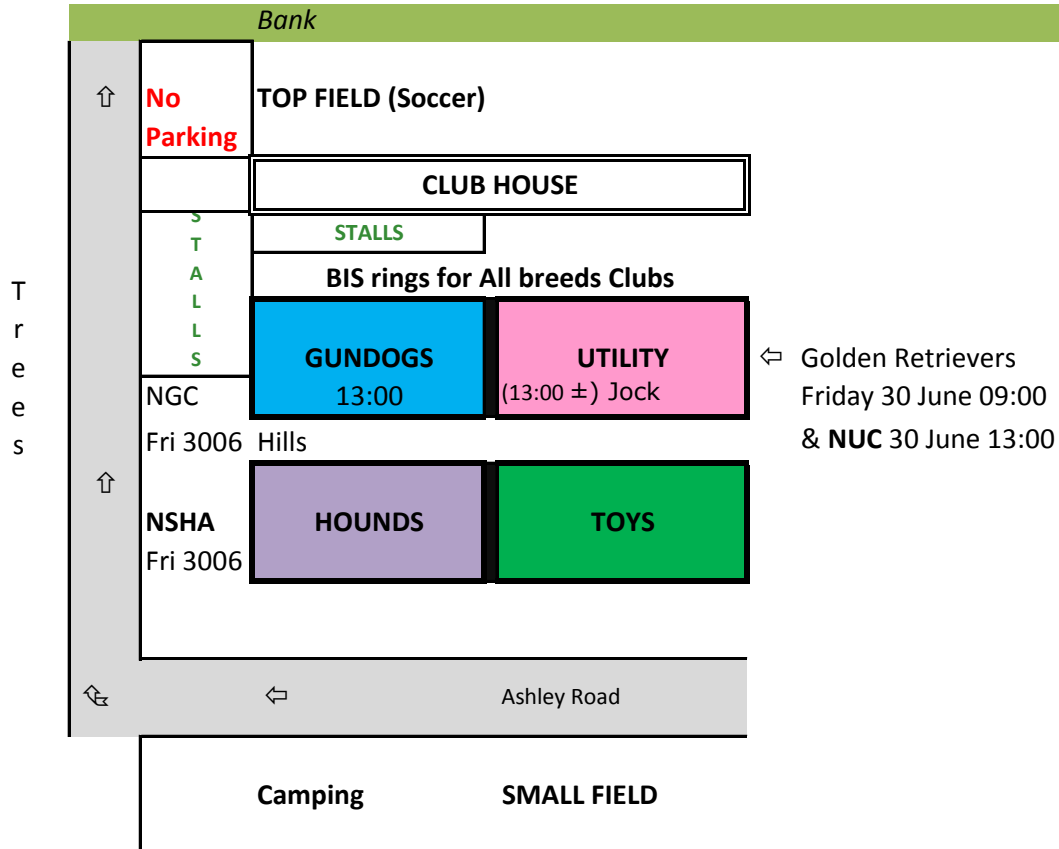 Bank
⇧ No Parking
TOP FIELD (Soccer)
CLUB HOUSE
STALLS
STALLS
BIS rings for All breeds Clubs
Trees
GUNDOGS
13:00
UTILITY
(13:00 ±) Jock
⇦ Golden Retrievers
Friday 30 June 09:00
& NUC 30 June 13:00
NGC
Fri 3006 Hills
⇧
NSHA
Fri 3006
HOUNDS
TOYS
⇦ Ashley Road
Camping
SMALL FIELD